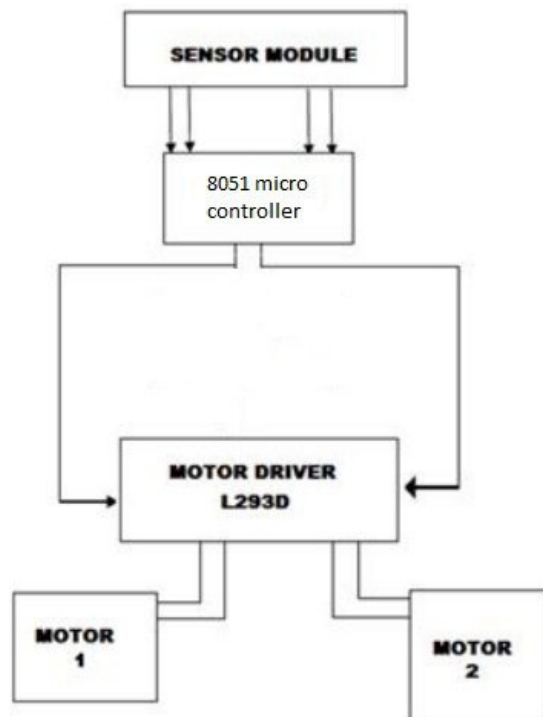 SENSOR MODULE
8051 micro
controller
MOTOR DRIVER
L293D
MOTOR
1
MOTOR
2